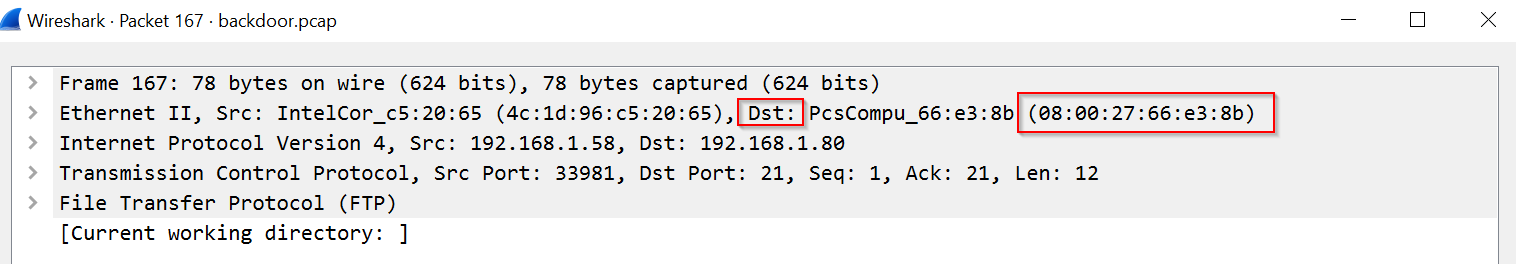 Wireshark · Packet 167 · backdoor.pcap
Frame 167: 78 bytes on wire (624 bits), 78 bytes captured (624 bits)
Ethernet II, Src: IntelCor_c5:20:65 (4c:1d:96:c5:20:65), Dst: PcsCompu_66:e3:8b (08:00:27:66:e3:8b)
Internet Protocol Version 4, Src: 192.168.1.58, Dst: 192.168.1.80
Transmission Control Protocol, Src Port: 33981, Dst Port: 21, Seq: 1, Ack: 21, Len: 12
File Transfer Protocol (FTP)
[Current working directory: ]